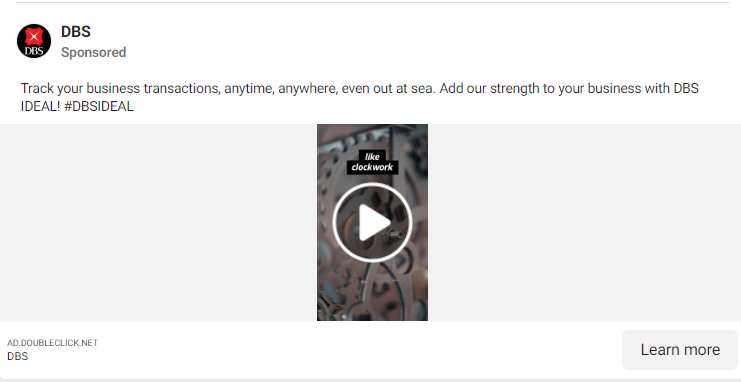 DBS
DBS
Sponsored
Track your business transactions, anytime, anywhere, even out at sea. Add our strength to your business with DBS
IDEAL! #DBSIDEAL
like
clockwork
AD.DOUBLECLICK.NET
DBS
Learn more